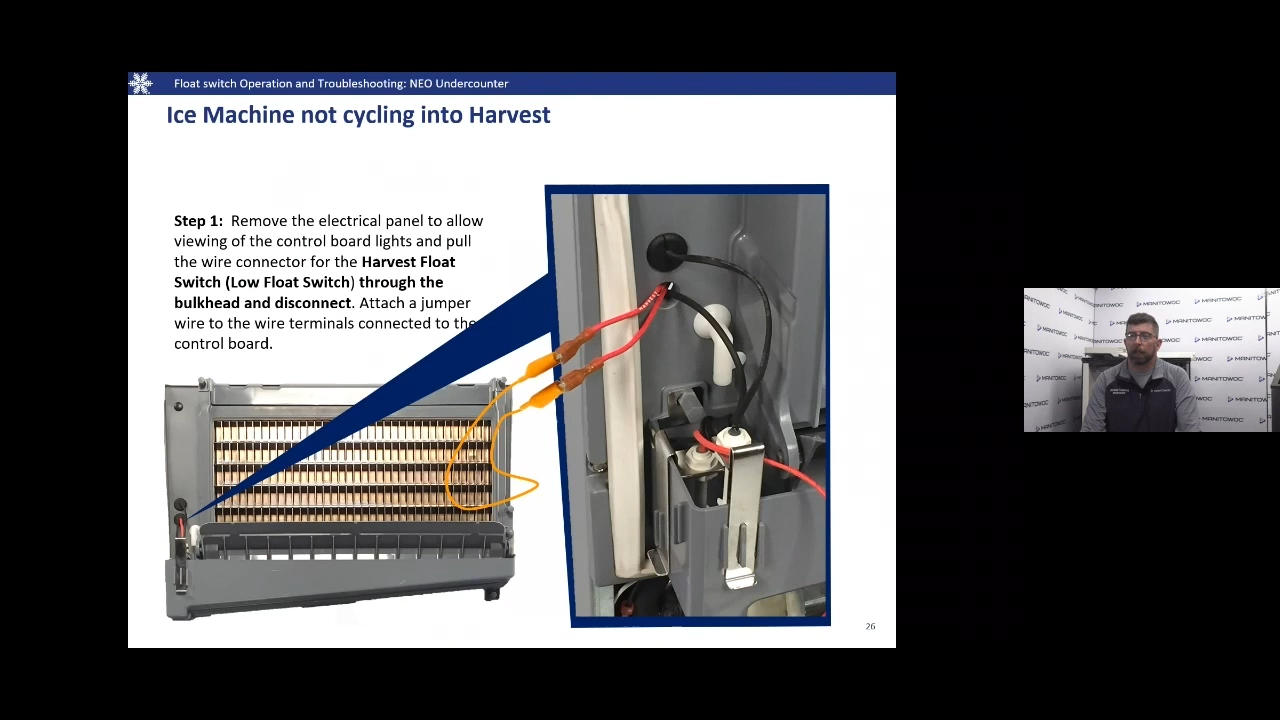 Float switch Operation and Troubleshooting: NEO Undercounter
Ice Machine not cycling into Harvest
Step 1: Remove the electrical panel to allow
viewing of the control board lights and pull
the wire connector for the Harvest Float
Switch (Low Float Switch) through the
bulkhead and disconnect. Attach a jumper
wire to the wire terminals connected to the
control board.
26
MANITOWOC